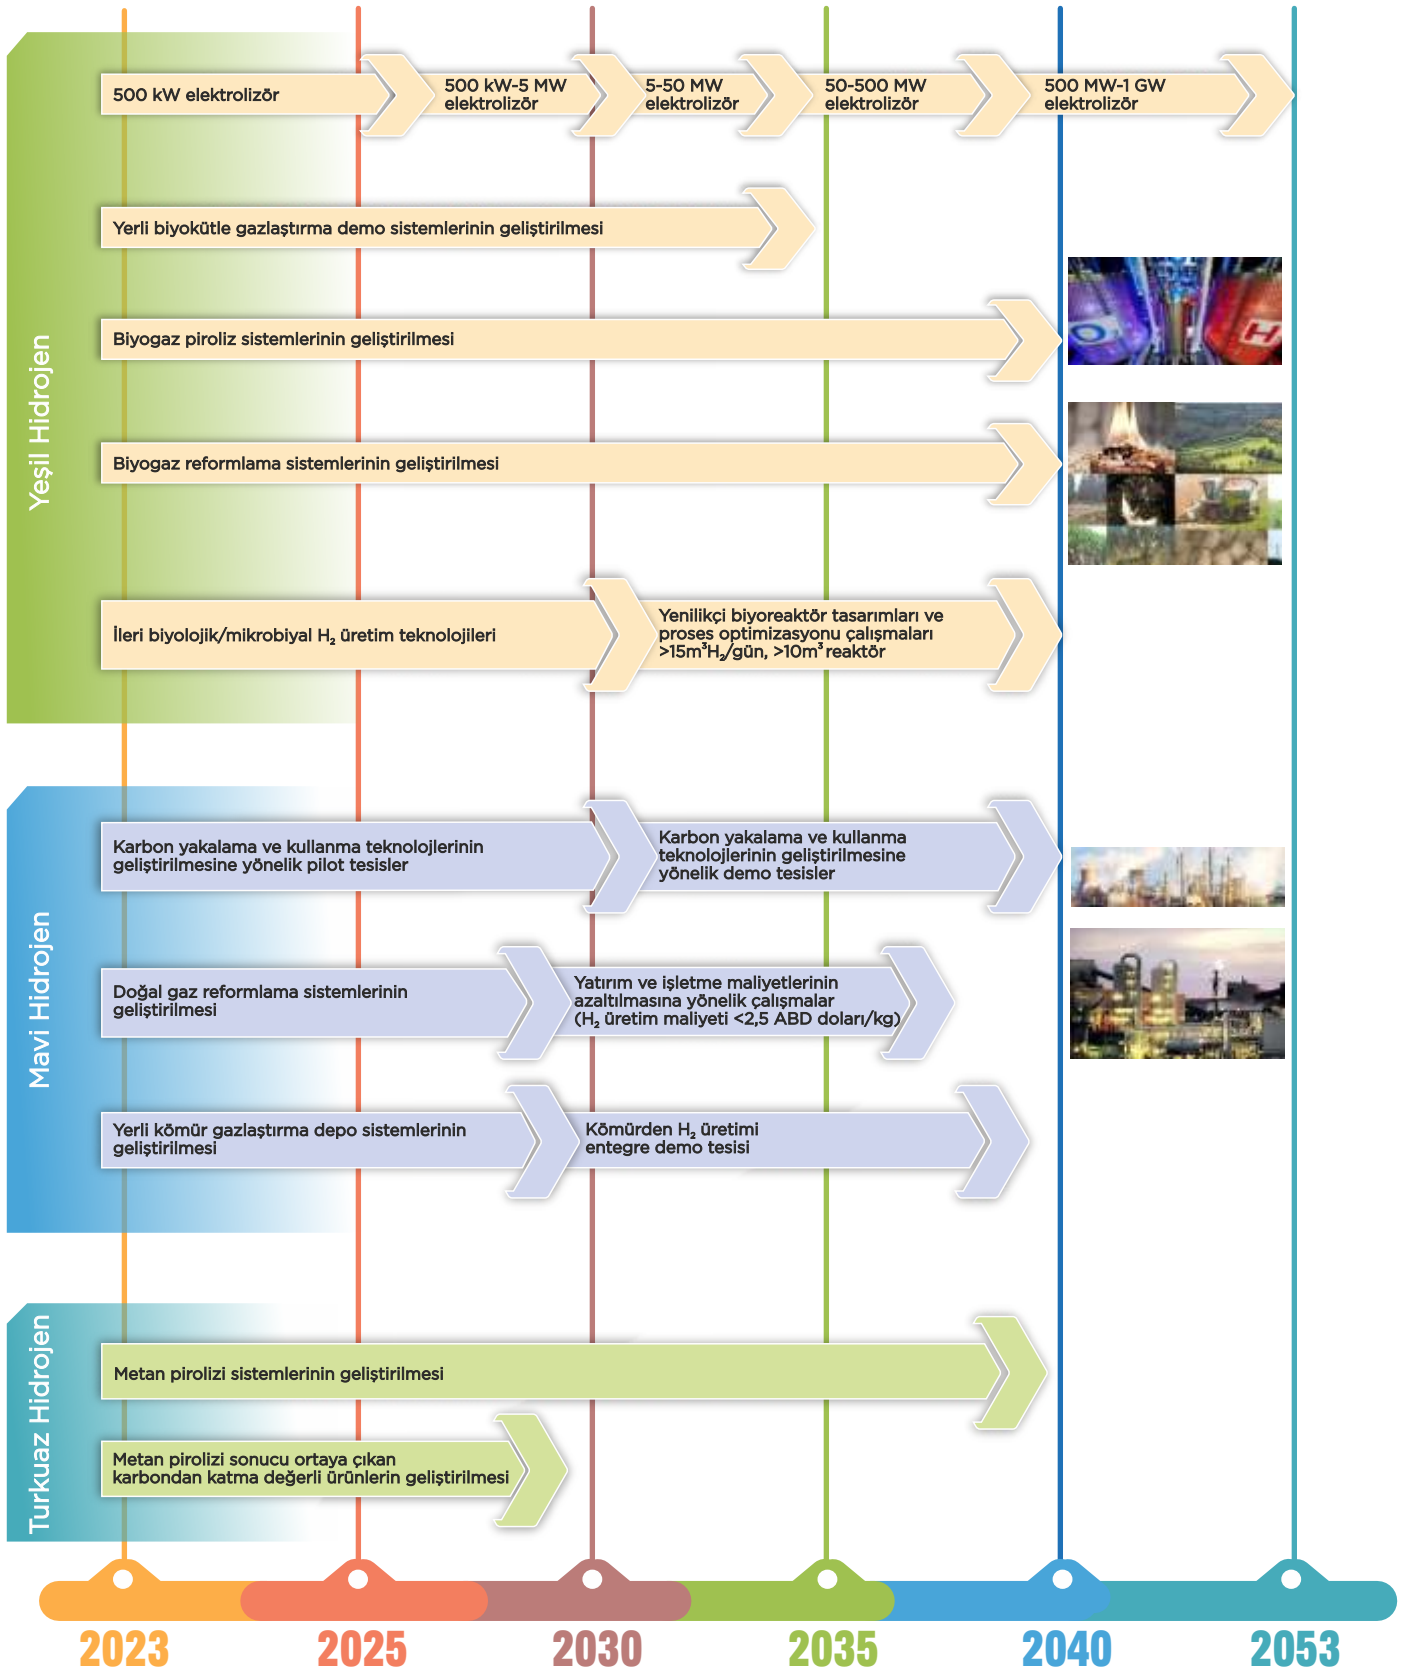 Yeşil Hidrojen
500 kW elektrolizör
500 kW-5 MW
elektrolizör
5-50 MW
elektrolizör
50-500 MW
elektrolizör
500 MW-1 GW
elektrolizör
Yerli biyokütle gazlaştırma demo sistemlerinin geliştirilmesi
Biyogaz piroliz sistemlerinin geliştirilmesi
O
H
Biyogaz reformlama sistemlerinin geliştirilmesi
İleri biyolojik/mikrobiyal H₂ üretim teknolojileri
Yenilikçi biyoreaktör tasarımları ve
proses optimizasyonu çalışmaları
>15m³H₂/gün, >10m³ reaktör
Mavi Hidrojen
Karbon yakalama ve kullanma teknolojlerinin
geliştirilmesine yönelik pilot tesisler
Karbon yakalama ve kullanma
teknolojlerinin geliştirilmesine
yönelik demo tesisler
Doğal gaz reformlama sistemlerinin
geliştirilmesi
Yatırım ve işletme maliyetlerinin
azaltılmasına yönelik çalışmalar
(H₂ üretim maliyeti <2,5 ABD doları/kg)
Yerli kömür gazlaştırma depo sistemlerinin
geliştirilmesi
Kömürden H₂ üretimi
entegre demo tesisi
Turkuaz Hidrojen
Metan pirolizi sistemlerinin geliştirilmesi
Metan pirolizi sonucu ortaya çıkan
karbondan katma değerli ürünlerin geliştirilmesi
2023
2025
2030
2035
2040
2053